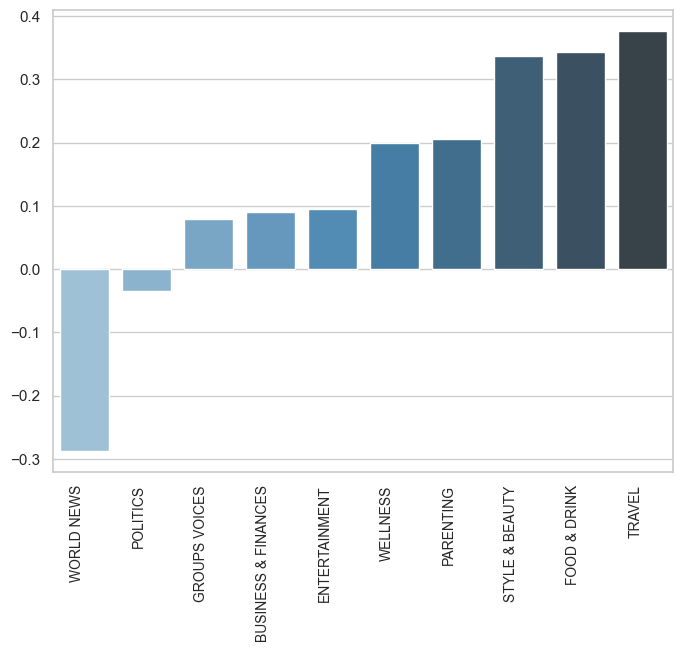 0.4
0.3
0.2
0.1
0.0
−0.1
−0.2
−0.3
WORLD NEWS
POLITICS
GROUPS VOICES
BUSINESS & FINANCES
ENTERTAINMENT
WELLNESS
PARENTING
STYLE & BEAUTY
FOOD & DRINK
TRAVEL